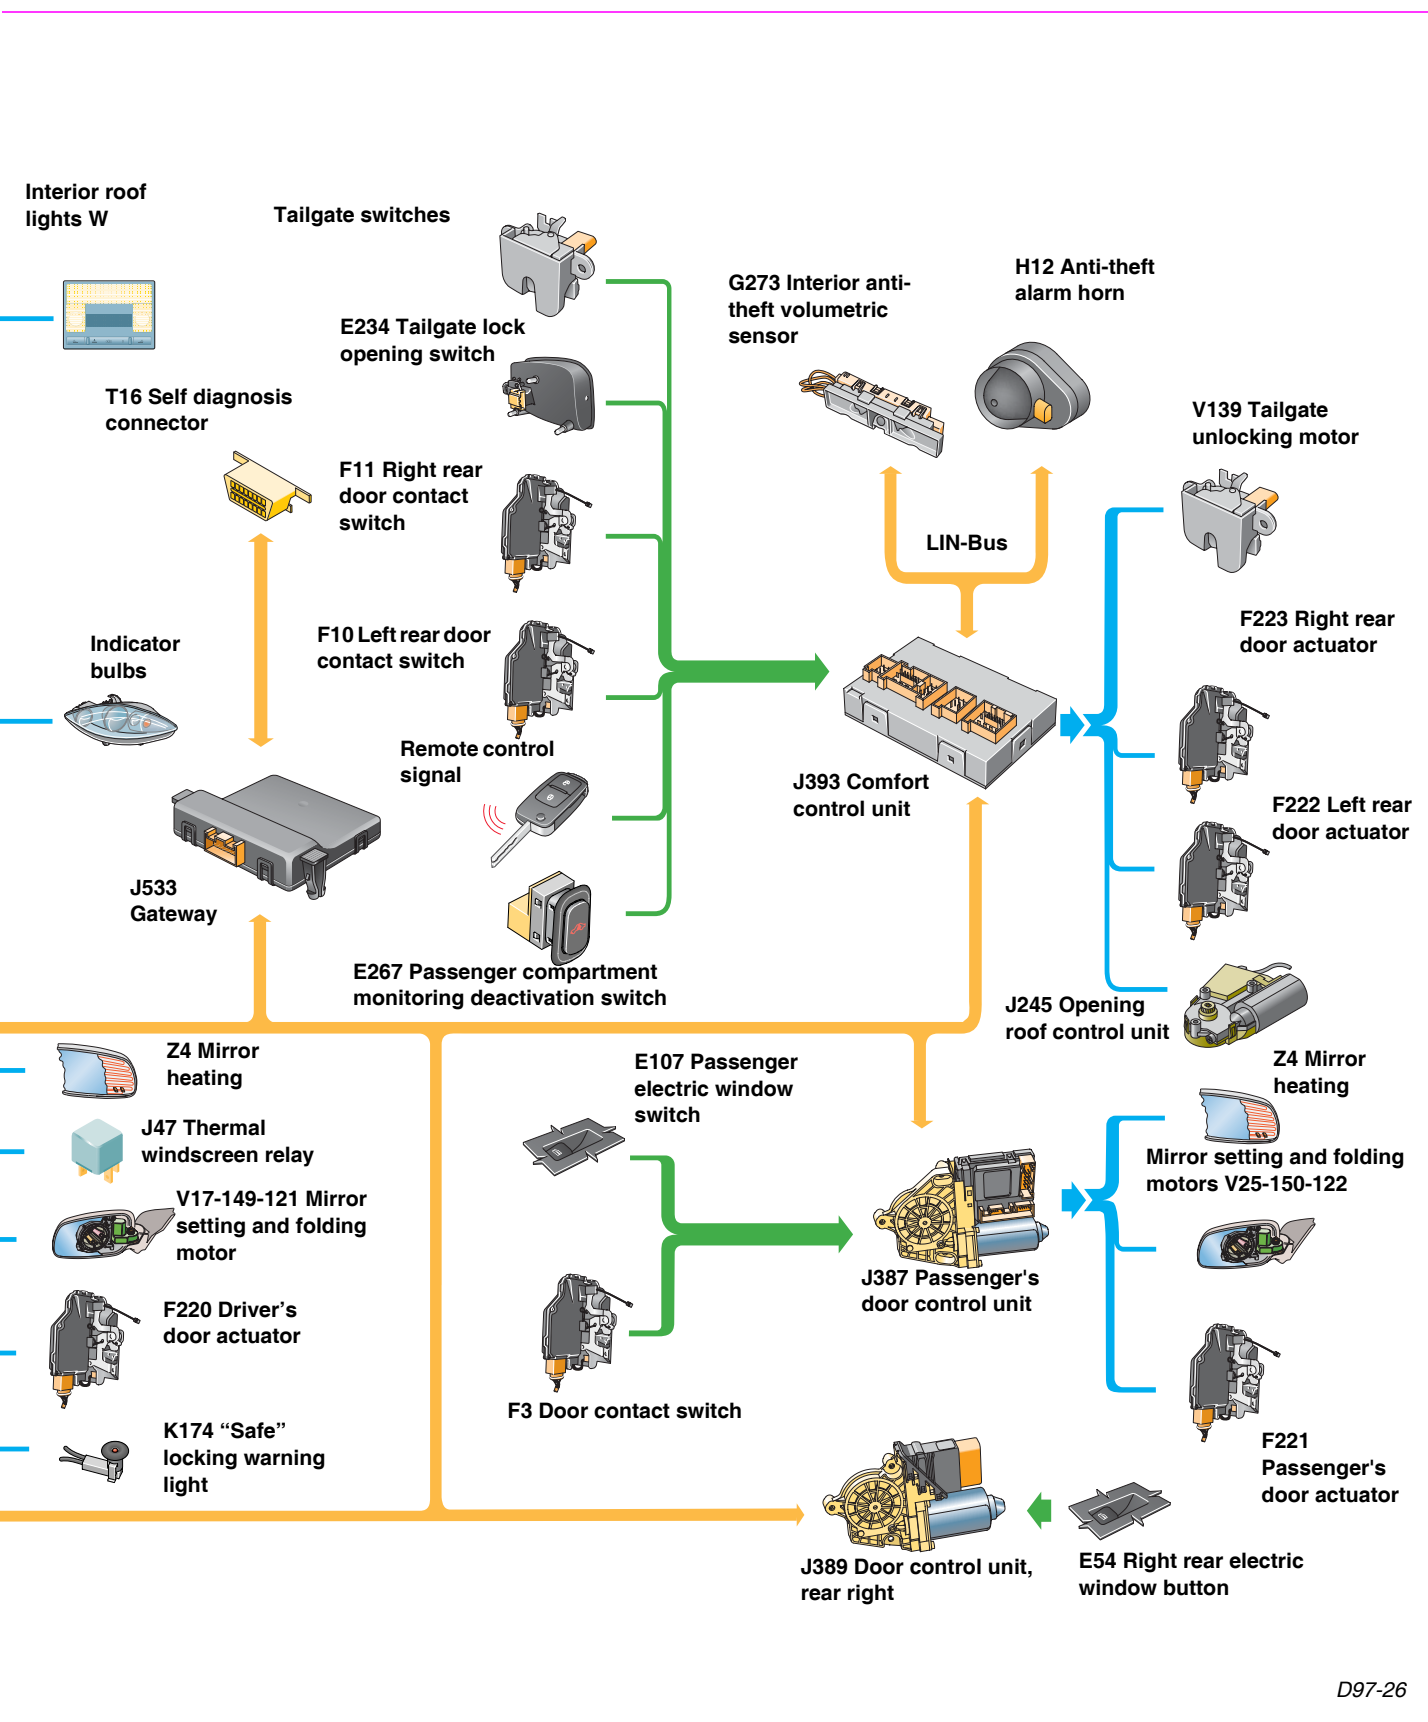 Interior roof
lights W
Tailgate switches
G273 Interior anti-
theft volumetric
sensor
H12 Anti-theft
alarm horn
E234 Tailgate lock
opening switch
T16 Self diagnosis
connector
V139 Tailgate
unlocking motor
F11 Right rear
door contact
switch
LIN-Bus
F223 Right rear
door actuator
Indicator
bulbs
F10 Left rear door
contact switch
Remote control
signal
J393 Comfort
control unit
F222 Left rear
door actuator
J533
Gateway
E267 Passenger compartment
monitoring deactivation switch
J245 Opening
roof control unit
Z4 Mirror
heating
E107 Passenger
electric window
switch
Z4 Mirror
heating
J47 Thermal
windscreen relay
Mirror setting and folding
motors V25-150-122
V17-149-121 Mirror
setting and folding
motor
J387 Passenger's
door control unit
F220 Driver’s
door actuator
F3 Door contact switch
K174 “Safe”
locking warning
light
F221
Passenger's
door actuator
J389 Door control unit,
rear right
E54 Right rear electric
window button
D97-26